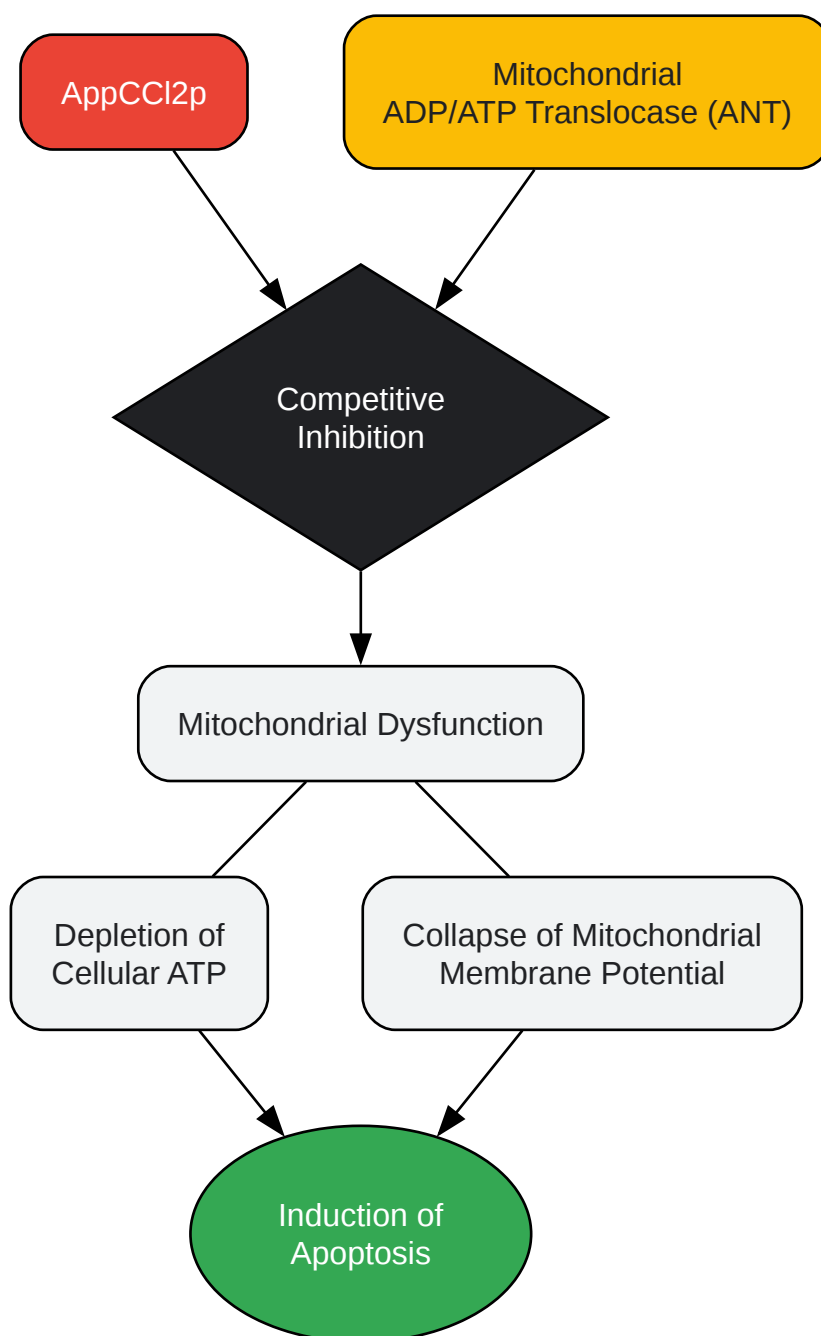 AppCCl2p
Mitochondrial
ADP/ATP Translocase (ANT)
Competitive
Inhibition
Mitochondrial Dysfunction
Depletion of
Cellular ATP
Collapse of Mitochondrial
Membrane Potential
Induction of
Apoptosis